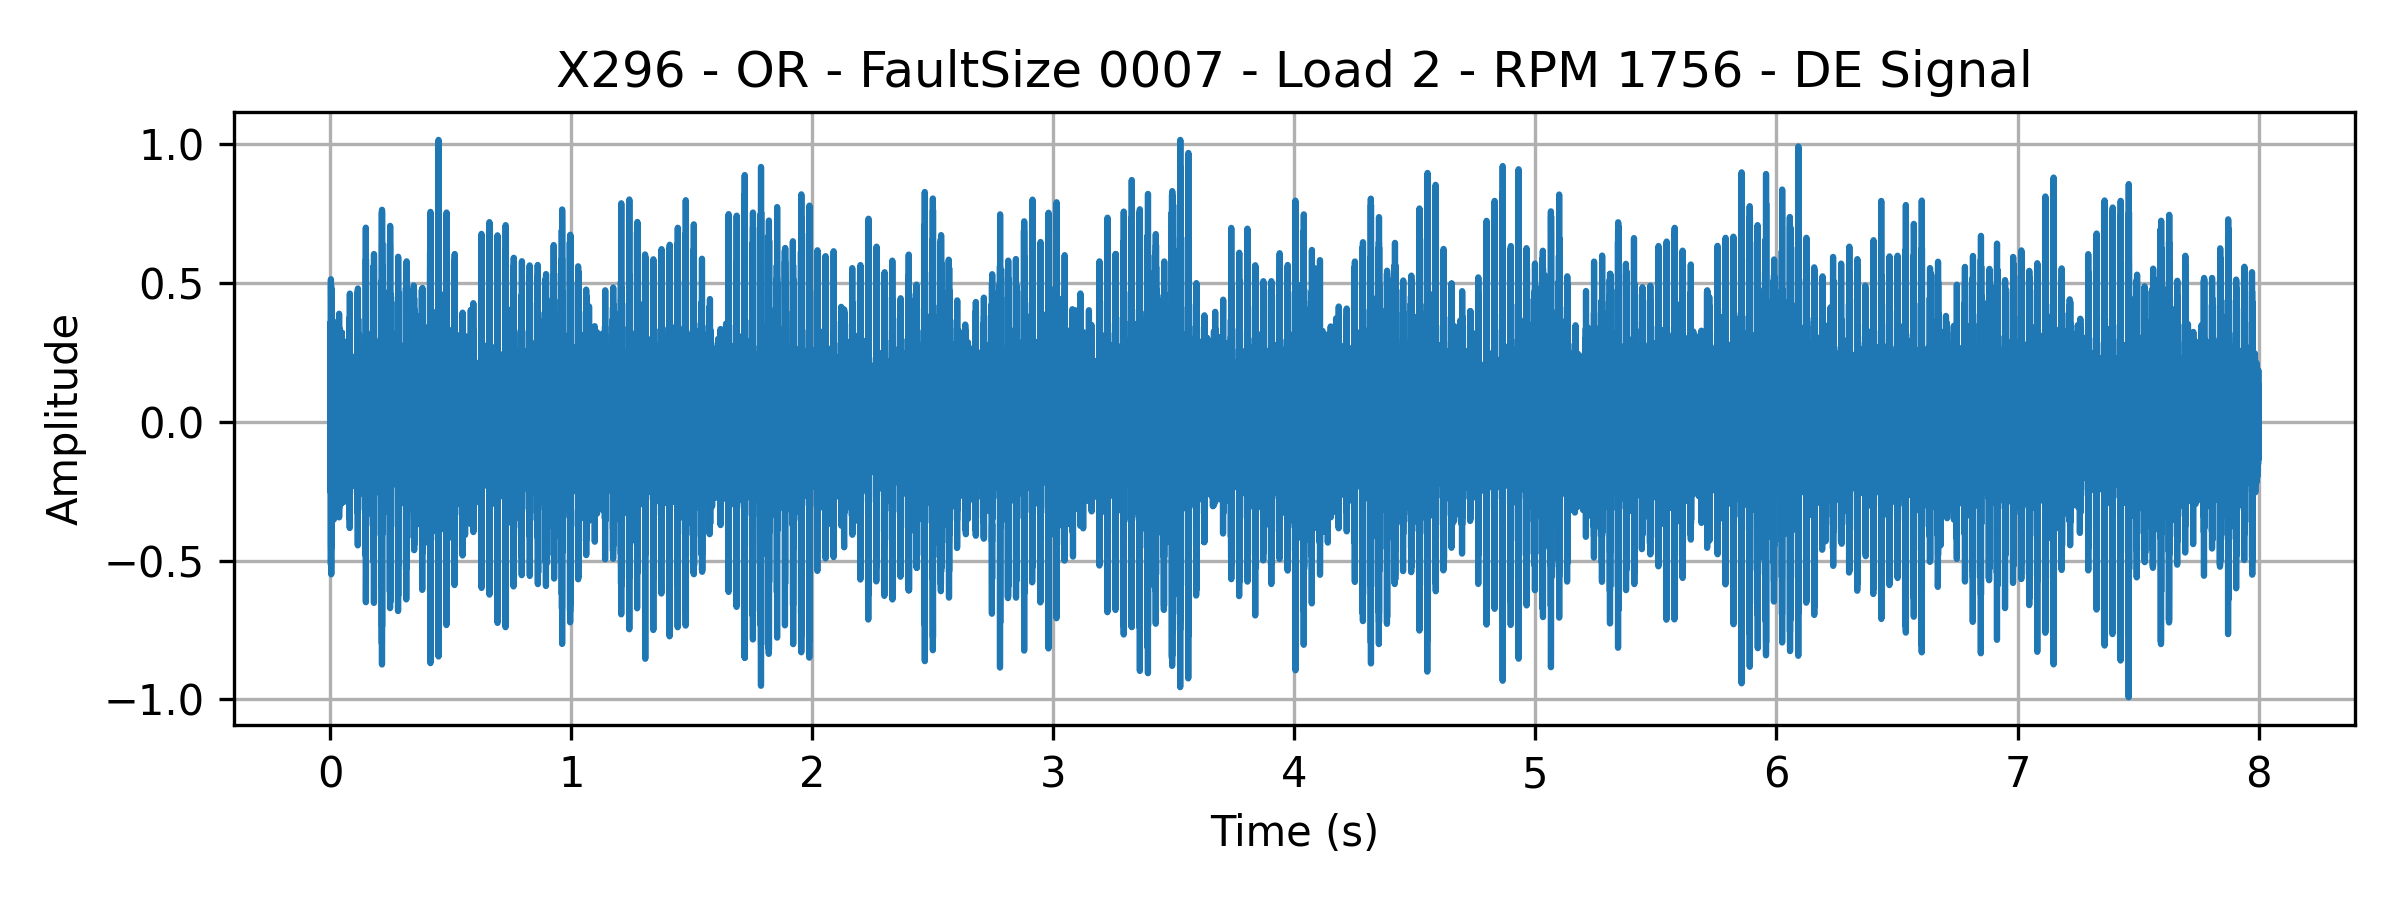 X296 - OR - FaultSize 0007 - Load 2 - RPM 1756 - DE Signal
1.0
0.5
0.0
−0.5
−1.0
Amplitude
0 1 2 3 4 5 6 7 8
Time (s)